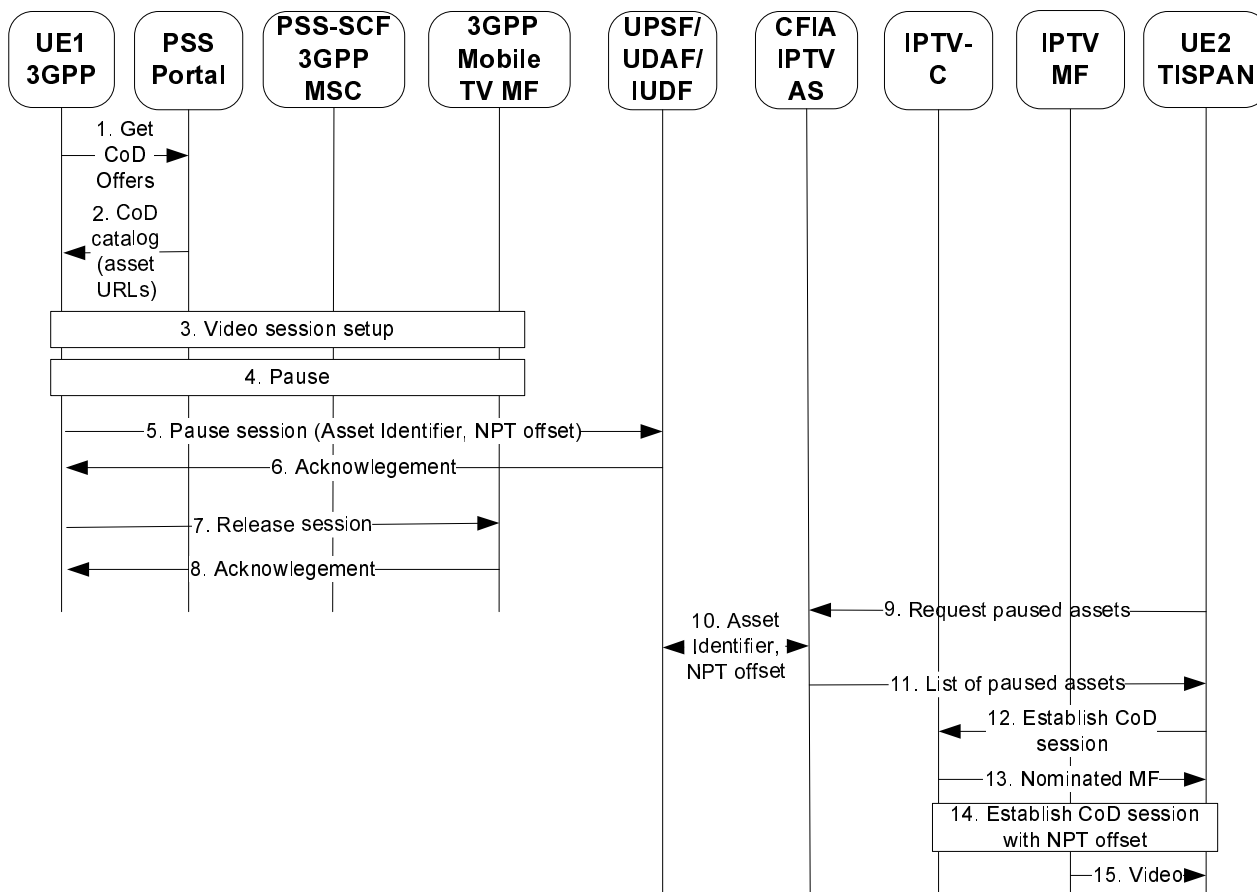 UE1
3GPP
PSS
Portal
PSS-SCF
3GPP
MSC
3GPP
Mobile
TV MF
UPSF/
UDAF/
IUDF
CFIA
IPTV
AS
IPTV-
C
IPTV
MF
UE2
TISPAN
1. Get
CoD
Offers
2. CoD
catalog
(asset
URLs)
3. Video session setup
4. Pause
5. Pause session (Asset Identifier, NPT offset)
6. Acknowlegement
7. Release session
8. Acknowlegement
9. Request paused assets
10. Asset
Identifier,
NPT offset
11. List of paused assets
12. Establish CoD
session
13. Nominated MF
14. Establish CoD session
with NPT offset
15. Video